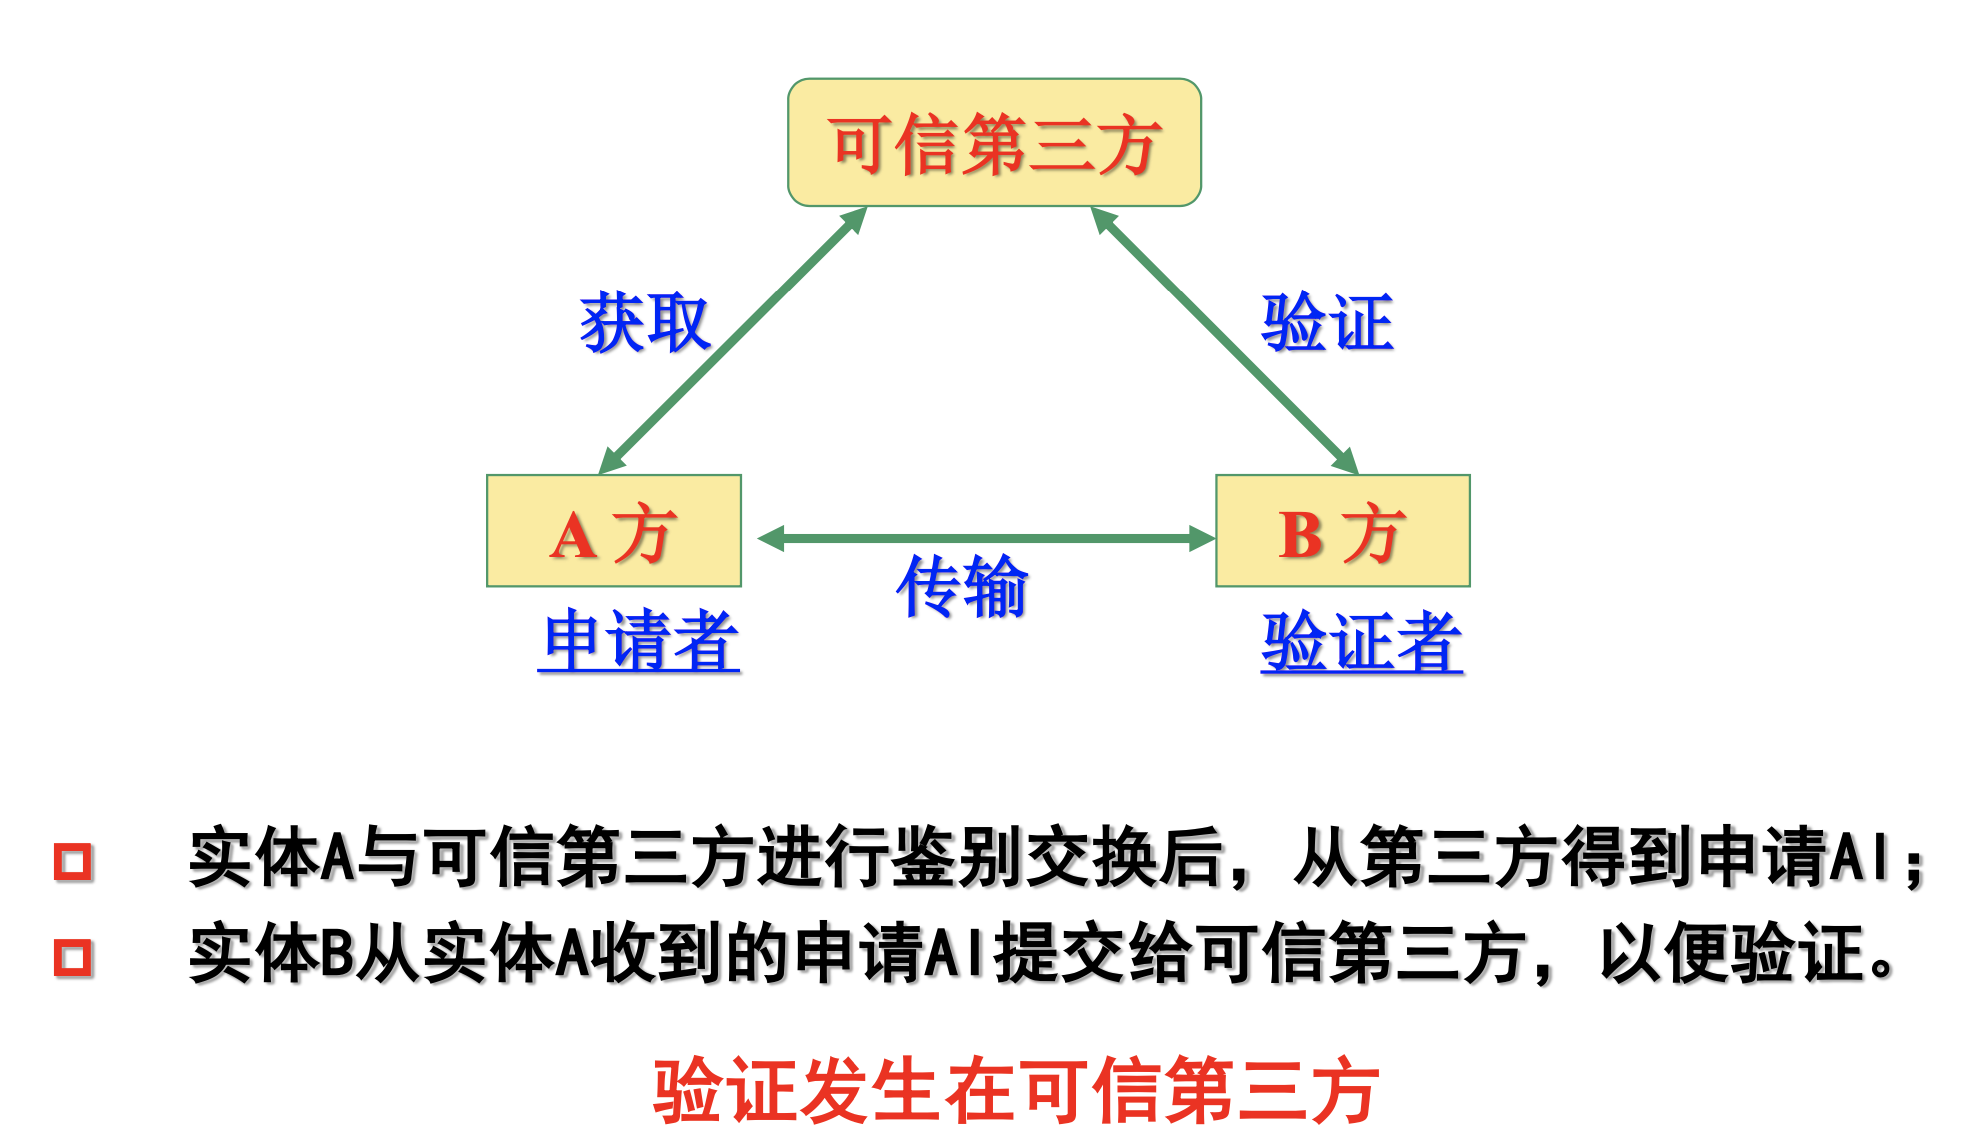 可信第三方
获取
验证
A 方
B 方
传输
申请者
验证者
实体A与可信第三方进行鉴别交换后，从第三方得到申请AI；
实体B从实体A收到的申请AI提交给可信第三方，以便验证。
验证发生在可信第三方